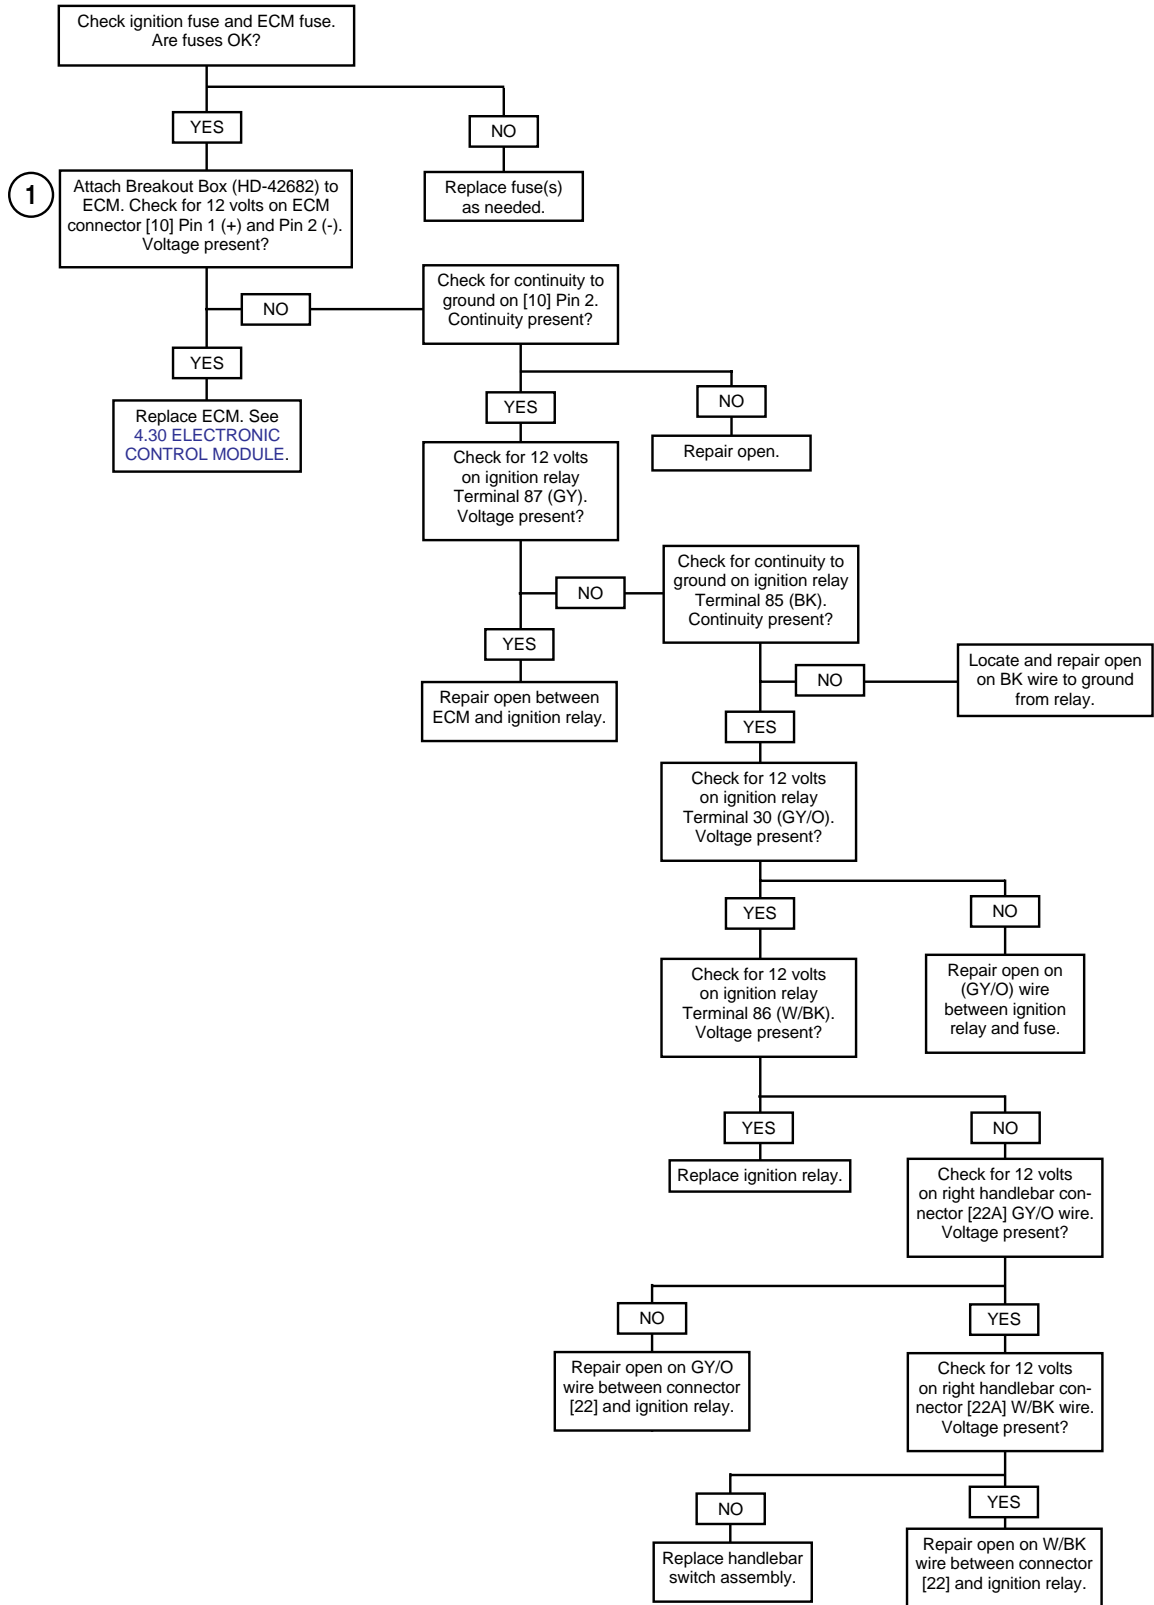 Check ignition fuse and ECM fuse.
Are fuses OK?
YES
NO
1
Attach Breakout Box (HD-42682) to
ECM. Check for 12 volts on ECM
connector [10] Pin 1 (+) and Pin 2 (-).
Voltage present?
Replace fuse(s)
as needed.
NO
Check for continuity to
ground on [10] Pin 2.
Continuity present?
YES
Replace ECM. See
4.30 ELECTRONIC
CONTROL MODULE.
YES
NO
Check for 12 volts
on ignition relay
Terminal 87 (GY).
Voltage present?
Repair open.
NO
Check for continuity to
ground on ignition relay
Terminal 85 (BK).
Continuity present?
YES
Repair open between
ECM and ignition relay.
NO
Locate and repair open
on BK wire to ground
from relay.
YES
Check for 12 volts
on ignition relay
Terminal 30 (GY/O).
Voltage present?
YES
NO
Check for 12 volts
on ignition relay
Terminal 86 (W/BK).
Voltage present?
Repair open on
(GY/O) wire
between ignition
relay and fuse.
YES
NO
Replace ignition relay.
Check for 12 volts
on right handlebar con-
nector [22A] GY/O wire.
Voltage present?
NO
YES
Repair open on GY/O
wire between connector
[22] and ignition relay.
Check for 12 volts
on right handlebar con-
nector [22A] W/BK wire.
Voltage present?
NO
YES
Replace handlebar
switch assembly.
Repair open on W/BK
wire between connector
[22] and ignition relay.